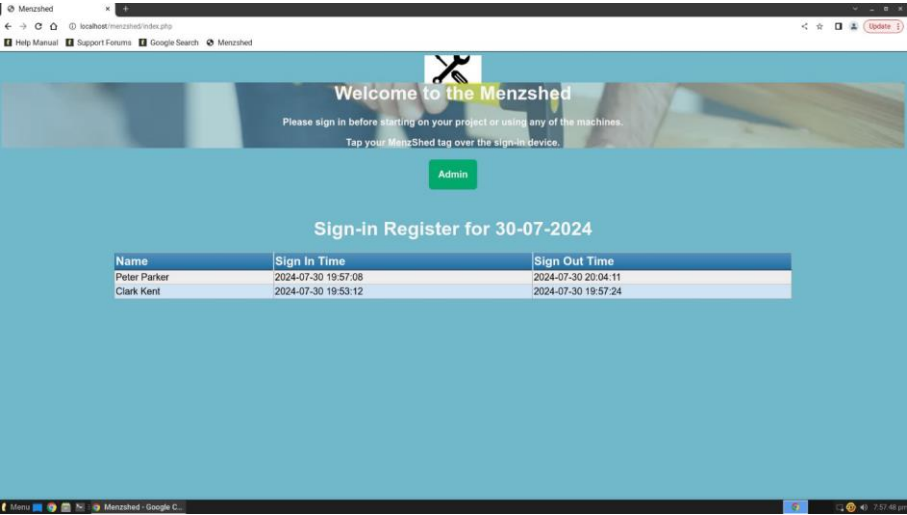 Menzshed
localhost/menzshed/index.php
Update
Help Manual Support Forums Google Search Menzshed
Welcome to the Menzshed
Please sign in before starting on your project or using any of the machines.
Tap your MenzShed tag over the sign-in device.
Admin
Sign-in Register for 30-07-2024
Name Sign In Time Sign Out Time
Peter Parker 2024-07-30 19:57:08 2024-07-30 20:04:11
Clark Kent 2024-07-30 19:53:12 2024-07-30 19:57:24
Menu Menzshed - Google C... 7:57:48 pm